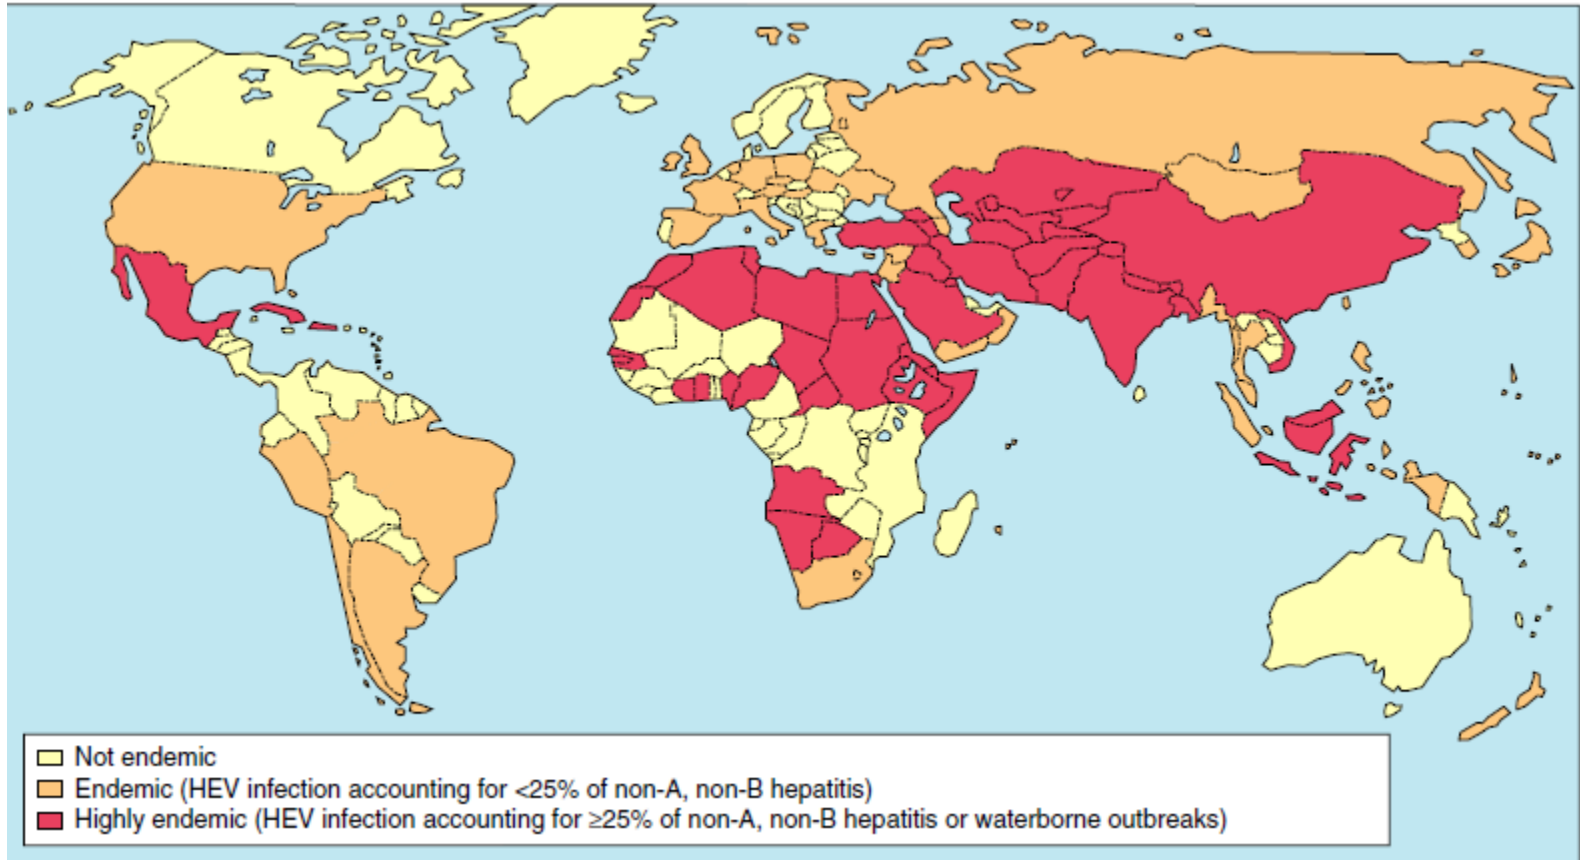 Not endemic
Endemic (HEV infection accounting for <25% of non-A, non-B hepatitis)
Highly endemic (HEV infection accounting for ≥25% of non-A, non-B hepatitis or waterborne outbreaks)